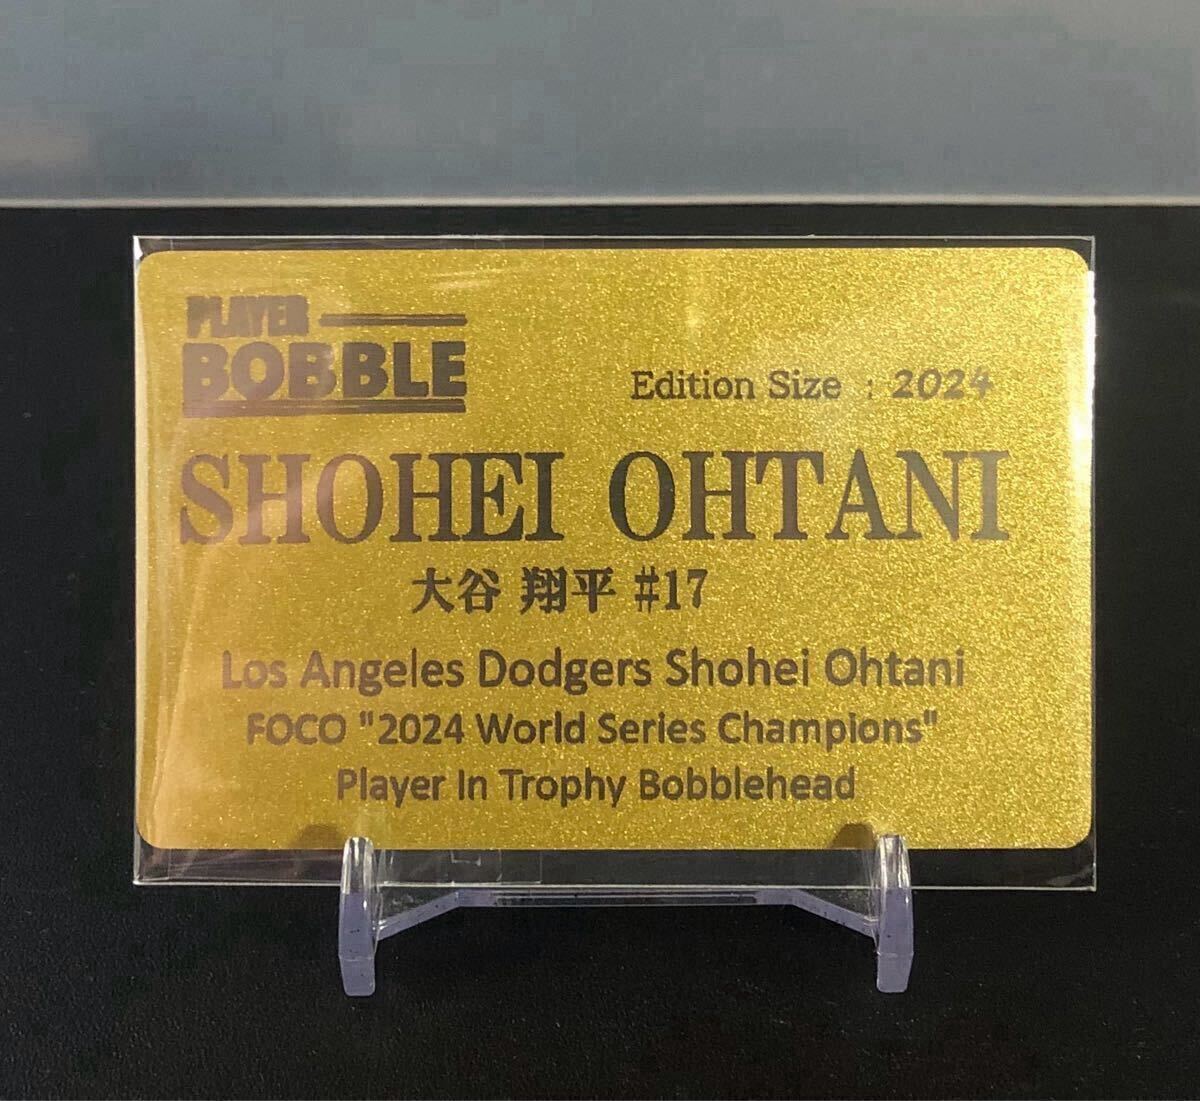 PLAYER
BOBBLE
Edition Size : 2024
SHOHEI OHTANI
大谷 翔平 #17
Los Angeles Dodgers Shohei Ohtani
FOCO "2024 World Series Champions"
Player In Trophy Bobblehead